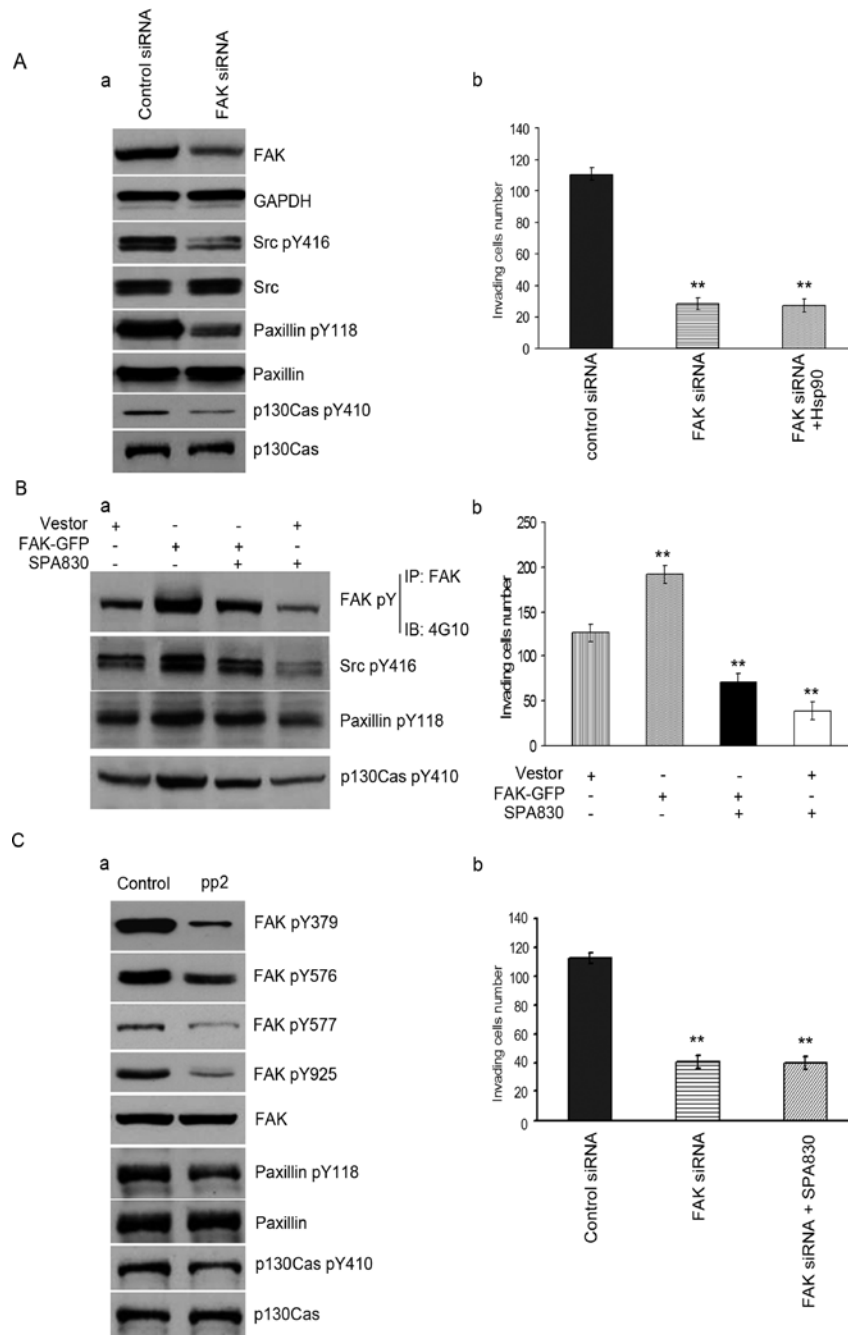 A
a
Control siRNA
FAK siRNA
FAK
GAPDH
Src pY416
Src
Paxillin pY118
Paxillin
p130Cas pY410
p130Cas
b
Invading cells number
140
120
100
80
60
40
20
0
**
**
control siRNA
FAK siRNA
FAK siRNA
+Hsp90
B
a
Vestor + - - +
FAK-GFP - + + -
SPA830 - - + +
FAK pY
IP: FAK
IB: 4G10
Src pY416
Paxillin pY118
p130Cas pY410
b
Invading cells number
250
200
150
100
50
0
**
**
**
Vestor + - - +
FAK-GFP - + + -
SPA830 - - + +
C
a
Control pp2
FAK pY379
FAK pY576
FAK pY577
FAK pY925
FAK
Paxillin pY118
Paxillin
p130Cas pY410
p130Cas
b
Invading cells number
140
120
100
80
60
40
20
0
**
**
Control siRNA
FAK siRNA
FAK siRNA + SPA830